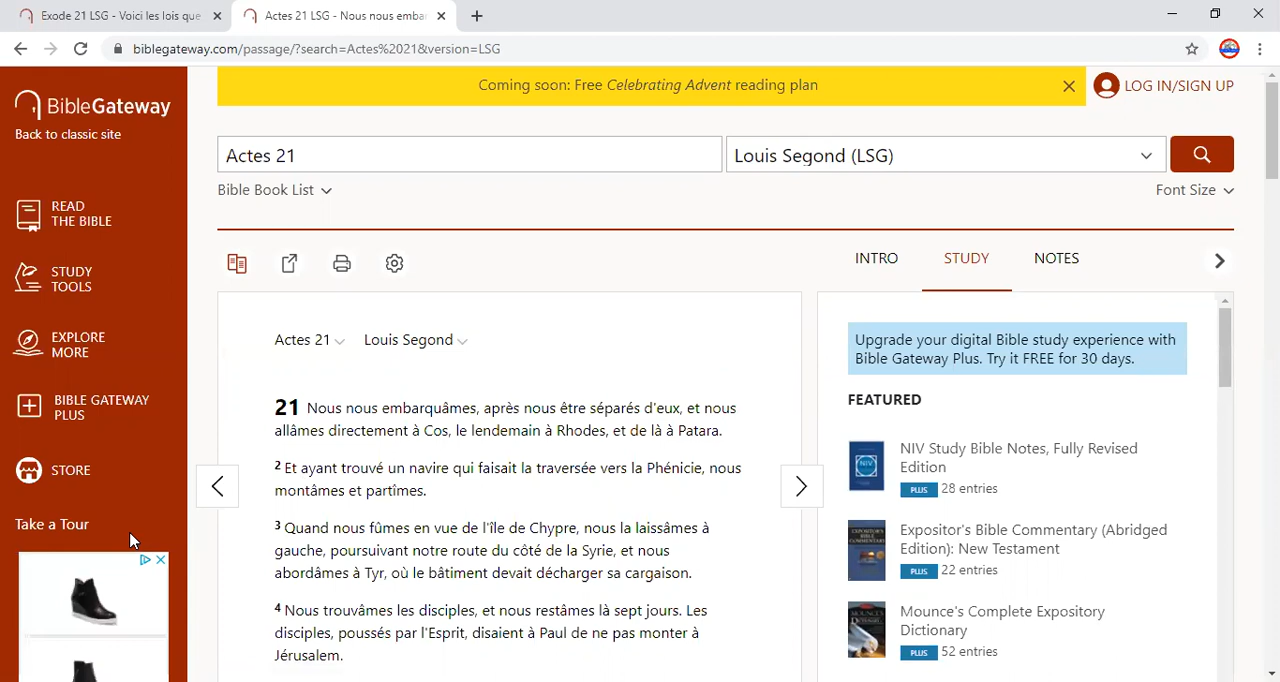 Exode 21 LSG - Voici les lois que
Actes 21 LSG - Nous nous embar
biblegateway.com/passage/?search=Actes%2021&version=LSG
BibleGateway
Back to classic site
READ
THE BIBLE
STUDY
TOOLS
EXPLORE
MORE
BIBLE GATEWAY
PLUS
STORE
Take a Tour
Coming soon: Free Celebrating Advent reading plan
LOG IN/SIGN UP
Actes 21
Louis Segond (LSG)
Bible Book List
Font Size
INTRO STUDY NOTES
Actes 21 Louis Segond
21 Nous nous embarquâmes, après nous être séparés d'eux, et nous
allâmes directement à Cos, le lendemain à Rhodes, et de là à Patara.
2 Et ayant trouvé un navire qui faisait la traversée vers la Phénicie, nous
montâmes et partîmes.
3 Quand nous fûmes en vue de l'île de Chypre, nous la laissâmes à
gauche, poursuivant notre route du côté de la Syrie, et nous
abordâmes à Tyr, où le bâtiment devait décharger sa cargaison.
4 Nous trouvâmes les disciples, et nous restâmes là sept jours. Les
disciples, poussés par l'Esprit, disaient à Paul de ne pas monter à
Jérusalem.
Upgrade your digital Bible study experience with
Bible Gateway Plus. Try it FREE for 30 days.
FEATURED
NIV Study Bible Notes, Fully Revised
Edition
PLUS 28 entries
Expositor's Bible Commentary (Abridged
Edition): New Testament
PLUS 22 entries
Mounce's Complete Expository
Dictionary
PLUS 52 entries